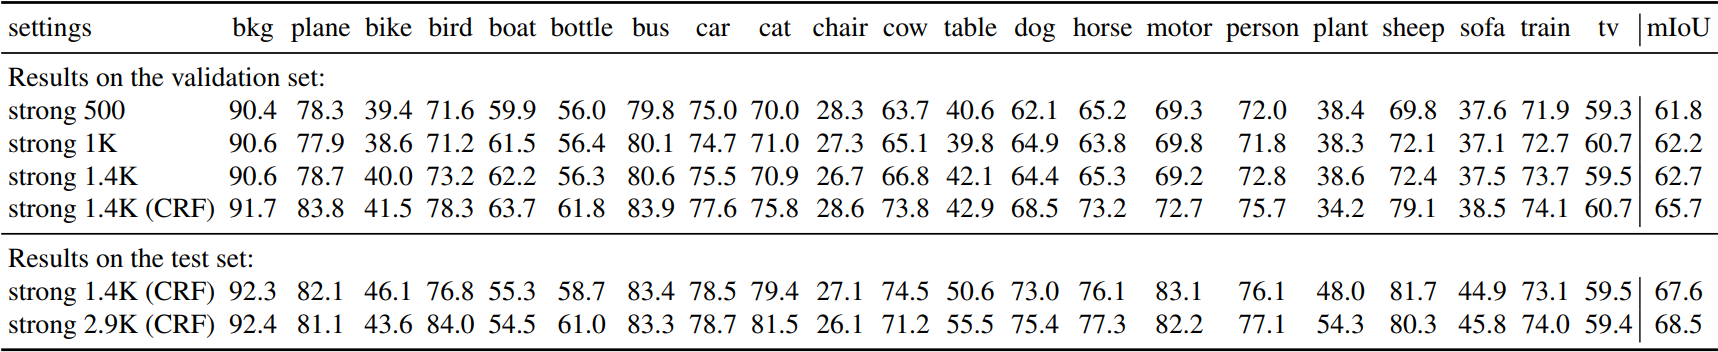 settings bkg plane bike bird boat bottle bus car cat chair cow table dog horse motor person plant sheep sofa train tv mIoU
Results on the validation set:
strong 500 90.4 78.3 39.4 71.6 59.9 56.0 79.8 75.0 70.0 28.3 63.7 40.6 62.1 65.2 69.3 72.0 38.4 69.8 37.6 71.9 59.3 61.8
strong 1K 90.6 77.9 38.6 71.2 61.5 56.4 80.1 74.7 71.0 27.3 65.1 39.8 64.9 63.8 69.8 71.8 38.3 72.1 37.1 72.7 60.7 62.2
strong 1.4K 90.6 78.7 40.0 73.2 62.2 56.3 80.6 75.5 70.9 26.7 66.8 42.1 64.4 65.3 69.2 72.8 38.6 72.4 37.5 73.7 59.5 62.7
strong 1.4K (CRF) 91.7 83.8 41.5 78.3 63.7 61.8 83.9 77.6 75.8 28.6 73.8 42.9 68.5 73.2 72.7 75.7 34.2 79.1 38.5 74.1 60.7 65.7
Results on the test set:
strong 1.4K (CRF) 92.3 82.1 46.1 76.8 55.3 58.7 83.4 78.5 79.4 27.1 74.5 50.6 73.0 76.1 83.1 76.1 48.0 81.7 44.9 73.1 59.5 67.6
strong 2.9K (CRF) 92.4 81.1 43.6 84.0 54.5 61.0 83.3 78.7 81.5 26.1 71.2 55.5 75.4 77.3 82.2 77.1 54.3 80.3 45.8 74.0 59.4 68.5